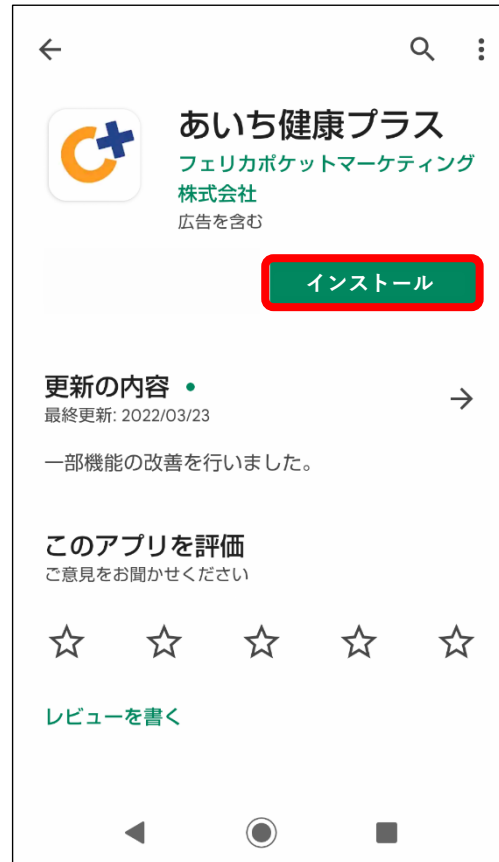 あいち健康プラス
フェリカポケットマーケティング
株式会社
広告を含む
インストール
更新の内容
最終更新: 2022/03/23
一部機能の改善を行いました。
このアプリを評価
ご意見をお聞かせください
レビューを書く